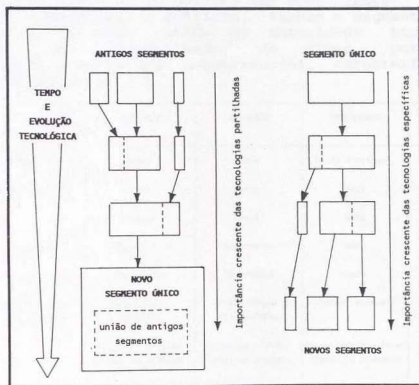 TEMPO
E
EVOLUÇÃO
TECNOLÓGICA
ANTIGOS SEGMENTOS
NOVO
SEGMENTO ÚNICO
união de antigos
segmentos
Importância crescente das tecnologias partilhadas
SEGMENTO ÚNICO
NOVOS SEGMENTOS
Importância crescente das tecnologias específicas